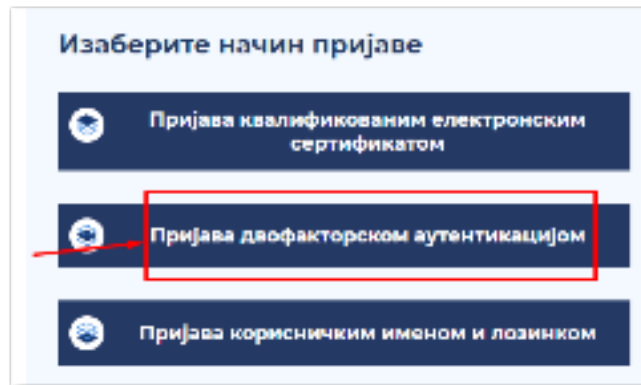 Изаберите начин пријаве
Пријава квалификованим електронским
сертификатом
Пријава двофакторском аутентикацијом
Пријава корисничким именом и лозинком